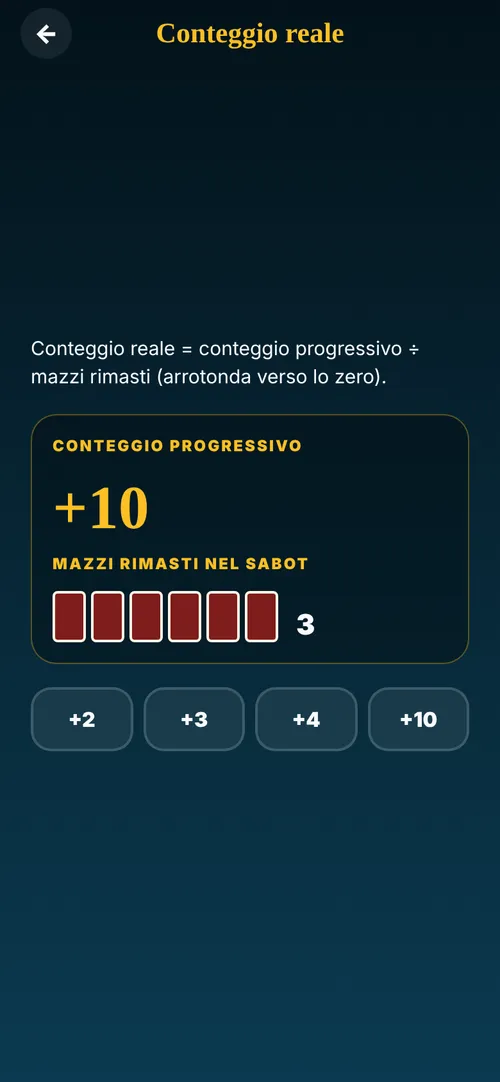 Conteggio reale
Conteggio reale = conteggio progressivo ÷
mazzi rimasti (arrotonda verso lo zero).
CONTEGGIO PROGRESSIVO
+10
MAZZI RIMASTI NEL SABOT
3
+2
+3
+4
+10